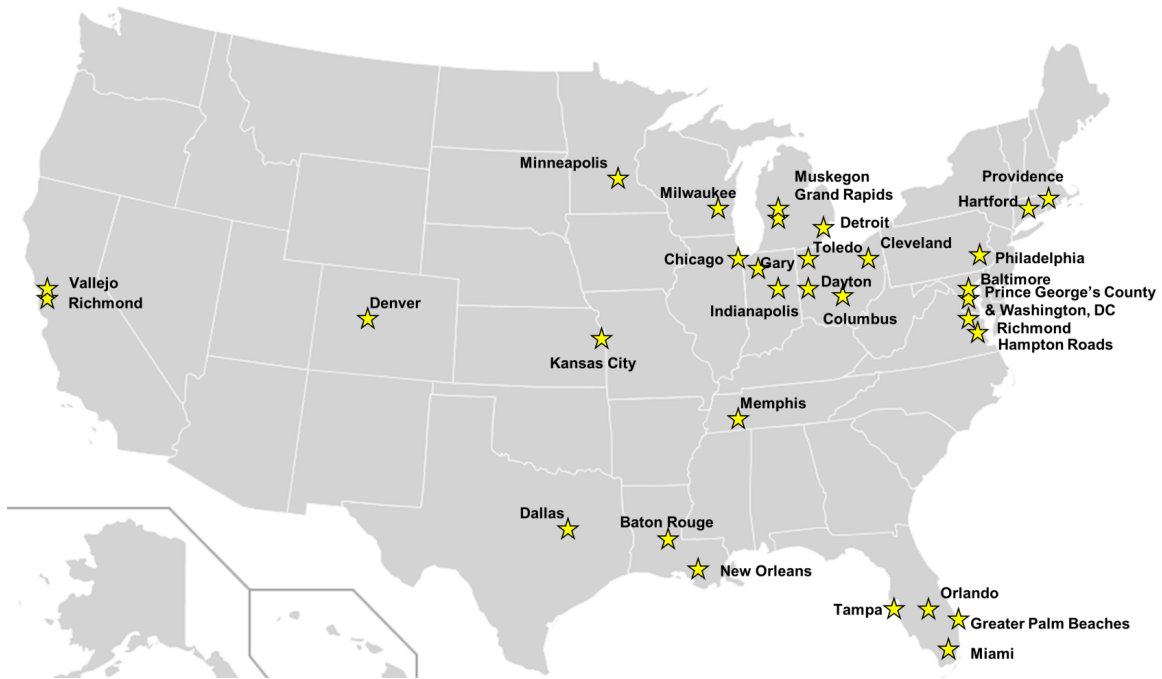 Minneapolis
Milwaukee
Muskegon
Grand Rapids
Detroit
Providence
Hartford
Chicago
Gary
Toledo
Cleveland
Philadelphia
Vallejo
Richmond
Denver
Indianapolis
Dayton
Columbus
Baltimore
Prince George’s County
& Washington, DC
Richmond
Hampton Roads
Kansas City
Memphis
Dallas
Baton Rouge
New Orleans
Tampa
Orlando
Greater Palm Beaches
Miami